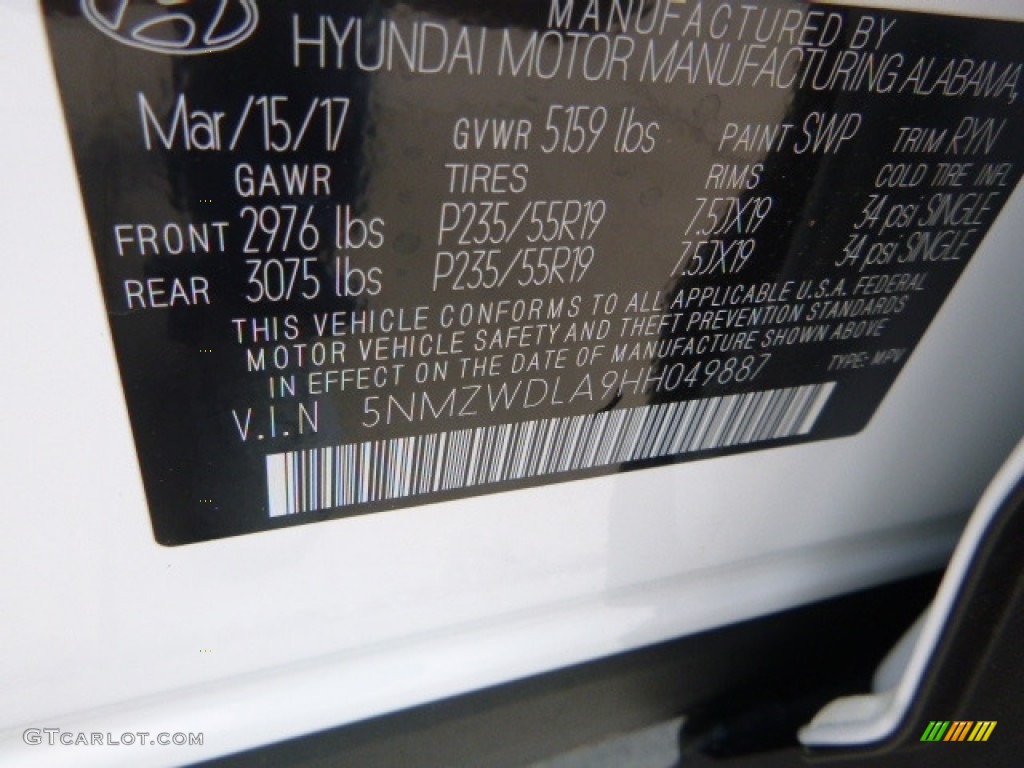 MANUFACTURED BY
HYUNDAI MOTOR MANUFACTURING ALABAMA,
Mar/15/17 GVWR 5159 lbs PAINT SWP TRIM RYN
GAWR TIRES RIMS COLD TIRE INFL
FRONT 2976 lbs P235/55R19 7.5JX19 34 psi SINGLE
REAR 3075 lbs P235/55R19 7.5JX19 34 psi SINGLE
THIS VEHICLE CONFORMS TO ALL APPLICABLE U.S.A. FEDERAL
MOTOR VEHICLE SAFETY AND THEFT PREVENTION STANDARDS
IN EFFECT ON THE DATE OF MANUFACTURE SHOWN ABOVE
V.I.N 5NMZWDLA9HH049887 TYPE: MPV
GTCARLOT.COM